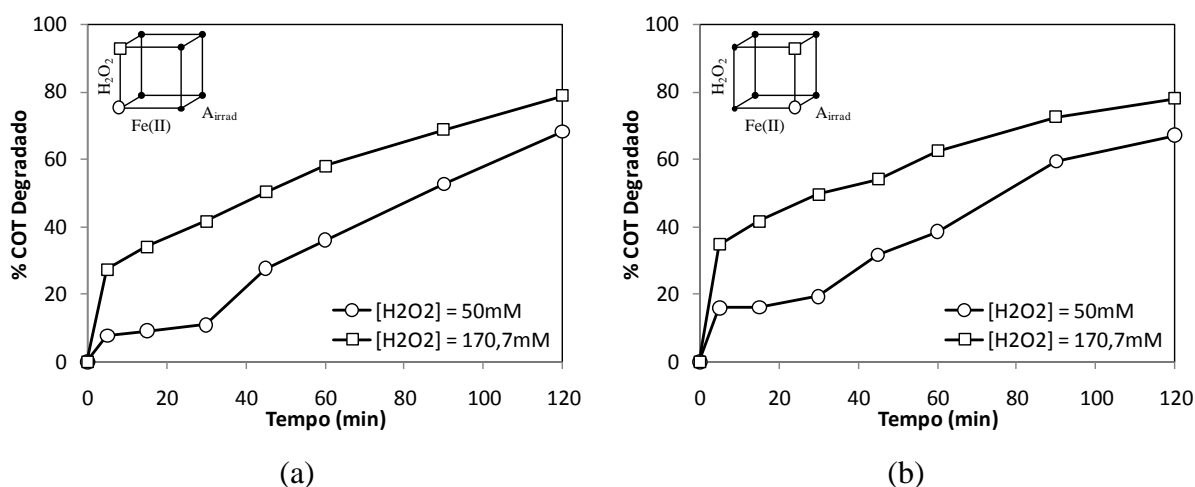 % COT Degradado
100
80
60
40
20
0
H₂O₂
Fe(II)
A_irrad
[H2O2] = 50mM
[H2O2] = 170,7mM
0 20 40 60 80 100 120
Tempo (min)
(a)
% COT Degradado
100
80
60
40
20
0
H₂O₂
Fe(II)
A_irrad
[H2O2] = 50mM
[H2O2] = 170,7mM
0 20 40 60 80 100 120
Tempo (min)
(b)